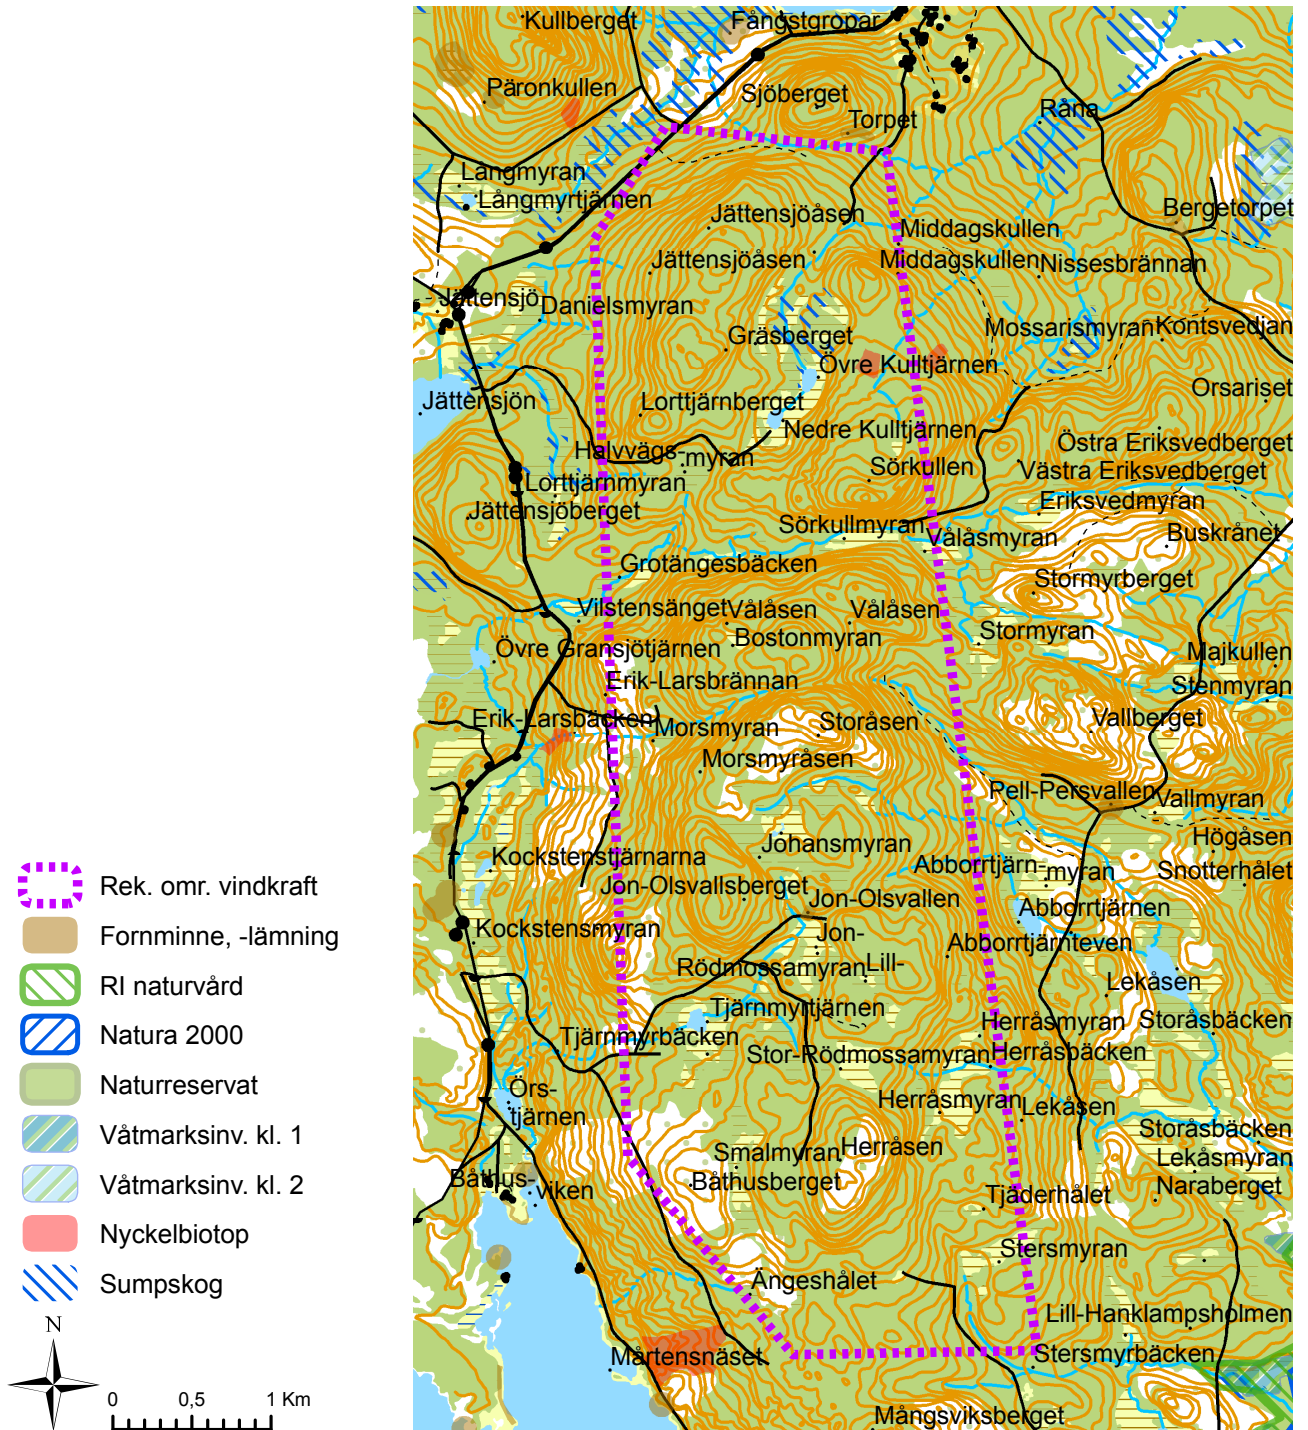 Kullberget
Fångstgropar
Päronkullen
Sjöberget
Torpet
Råna
Långmyran
Långmyrtjärnen
Jättensjöåsen
Bergetorpet
Middagskullen
Jättensjöåsen
Middagskullen
Nissesbrännan
Jättensjö
Danielsmyran
Gräsberget
Mossarismyran
Kontsvedjan
Övre Kulltjärnen
Orsariset
Jättensjön
Lorttjärnberget
Nedre Kulltjärnen
Östra Eriksvedberget
Halvvägs-
myran
Sörkullen
Västra Eriksvedberget
Lorttjärnmyran
Eriksvedmyran
Jättensjöberget
Sörkullmyran
Vålåsmyran
Buskrånet
Grotängesbäcken
Stormyrberget
Vilstensänget
Vålåsen
Vålåsen
Bostonmyran
Stormyran
Övre Gransjötjärnen
Majkullen
Erik-Larsbrännan
Stenmyran
Erik-Larsbäcken
Morsmyran
Storåsen
Vallberget
Morsmyråsen
Pell-Persvallen
Vallmyran
Johansmyran
Högåsen
Kockstenstjärnarna
Abborrtjärn-
myran
Snotterhålet
Jon-Olsvallsberget
Jon-Olsvallen
Abborrtjärnen
Kockstensmyran
Jon-
Abborrtjärnteven
Rödmossamyran
Lill-
Lekåsen
Tjärnmyrtjärnen
Herråsmyran
Storåsbäcken
Tjärnmyrbäcken
Stor-Rödmossamyran
Herråsbäcken
Örs-
tjärnen
Herråsmyran
Lekåsen
Storåsbäcken
Smalmyran
Herråsen
Lekåsmyran
Båthus-
viken
Båthusberget
Tjäderhålet
Naraberget
Stersmyran
Ängeshålet
Lill-Hanklampsholmen
Mårtensnäset
Stersmyrbäcken
Mångsviksberget
Rek. omr. vindkraft
Fornminne, -lämning
RI naturvård
Natura 2000
Naturreservat
Våtmarksinv. kl. 1
Våtmarksinv. kl. 2
Nyckelbiotop
Sumpskog
N
0 0,5 1 Km